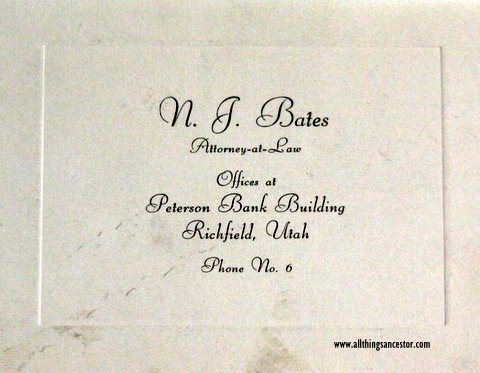 N. J. Bates
Attorney-at-Law
Offices at
Peterson Bank Building
Richfield, Utah
Phone No. 6
www.allthingsancestor.com